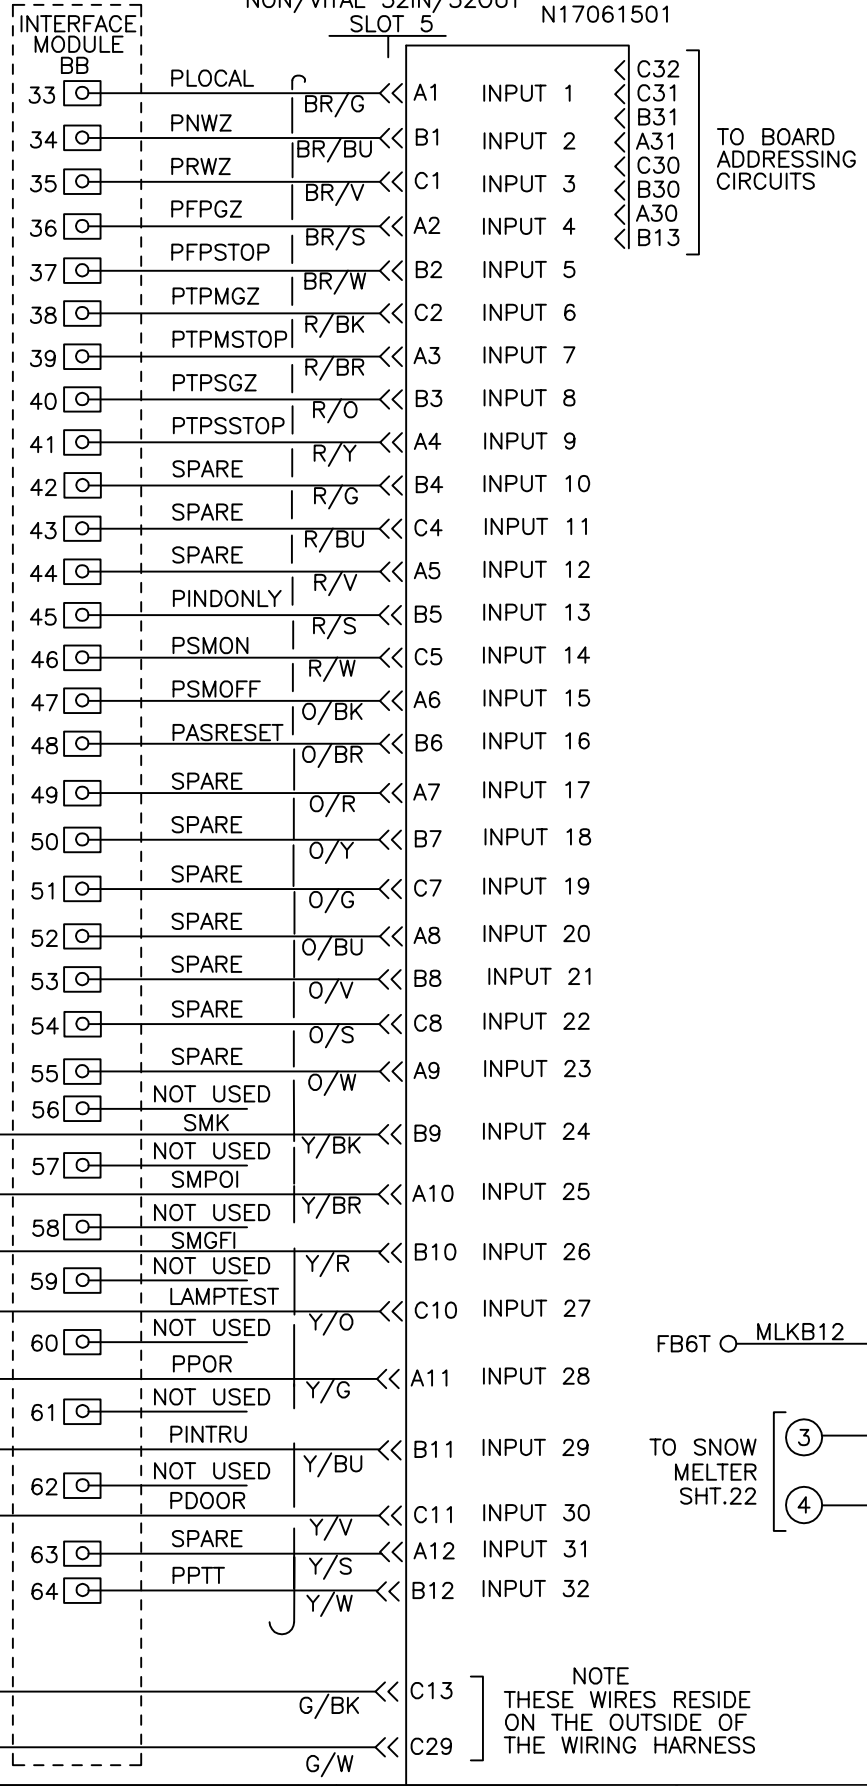 NON/VITAL 32IN/32OUT
SLOT 5
N17061501
INTERFACE
MODULE
BB
33 PLOCAL BR/G A1 INPUT 1
34 PNWZ BR/BU B1 INPUT 2
35 PRWZ BR/V C1 INPUT 3
36 PFPGZ BR/S A2 INPUT 4
37 PFPSTOP BR/W B2 INPUT 5
38 PTPMGZ R/BK C2 INPUT 6
39 PTPMSTOP R/BR A3 INPUT 7
40 PTPSGZ R/O B3 INPUT 8
41 PTPSSTOP R/Y A4 INPUT 9
42 SPARE R/G B4 INPUT 10
43 SPARE R/BU C4 INPUT 11
44 SPARE R/V A5 INPUT 12
45 PINDONLY R/S B5 INPUT 13
46 PSMON R/W C5 INPUT 14
47 PSMOFF O/BK A6 INPUT 15
48 PASRESET O/BR B6 INPUT 16
49 SPARE O/R A7 INPUT 17
50 SPARE O/Y B7 INPUT 18
51 SPARE O/G C7 INPUT 19
52 SPARE O/BU A8 INPUT 20
53 SPARE O/V B8 INPUT 21
54 SPARE O/S C8 INPUT 22
55 SPARE O/W A9 INPUT 23
56 NOT USED
SMK Y/BK B9 INPUT 24
57 NOT USED
SMPOI Y/BR A10 INPUT 25
58 NOT USED
SMGFI Y/R B10 INPUT 26
59 NOT USED
LAMPTEST Y/O C10 INPUT 27
60 NOT USED
PPOR Y/G A11 INPUT 28
61 NOT USED
PINTRU Y/BU B11 INPUT 29
62 NOT USED
PDOOR Y/V C11 INPUT 30
63 SPARE Y/S A12 INPUT 31
64 PPTT Y/W B12 INPUT 32
G/BK C13
G/W C29
C32
C31
B31
A31
C30
B30
A30
B13
TO BOARD
ADDRESSING
CIRCUITS
FB6T MLKB12
TO SNOW
MELTER
SHT.22
3
4
NOTE
THESE WIRES RESIDE
ON THE OUTSIDE OF
THE WIRING HARNESS